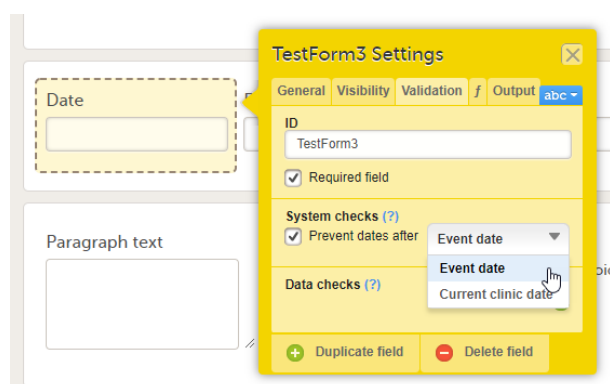 TestForm3 Settings
General Visibility Validation f Output abc
Date
ID
TestForm3
Required field
System checks (?)
Prevent dates after Event date
Event date
Paragraph text
Data checks (?)
Current clinic date
Duplicate field Delete field